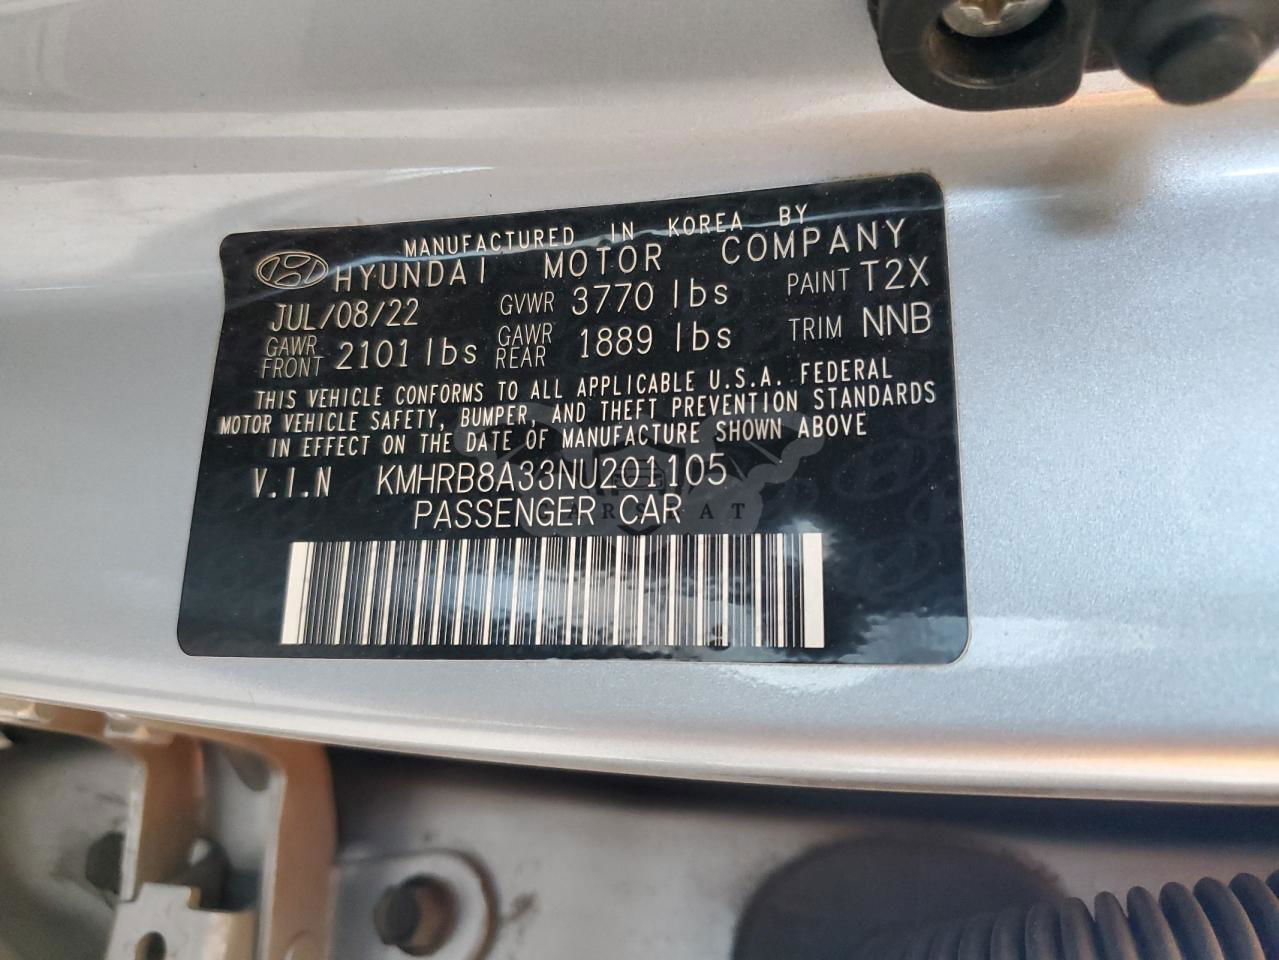 MANUFACTURED IN KOREA BY
HYUNDAI MOTOR COMPANY
JUL/08/22 GVWR 3770 lbs PAINT T2X
GAWR FRONT 2101 lbs GAWR REAR 1889 lbs TRIM NNB
THIS VEHICLE CONFORMS TO ALL APPLICABLE U.S.A. FEDERAL
MOTOR VEHICLE SAFETY, BUMPER, AND THEFT PREVENTION STANDARDS
IN EFFECT ON THE DATE OF MANUFACTURE SHOWN ABOVE
V.I.N KMHRB8A33NU201105
PASSENGER CAR